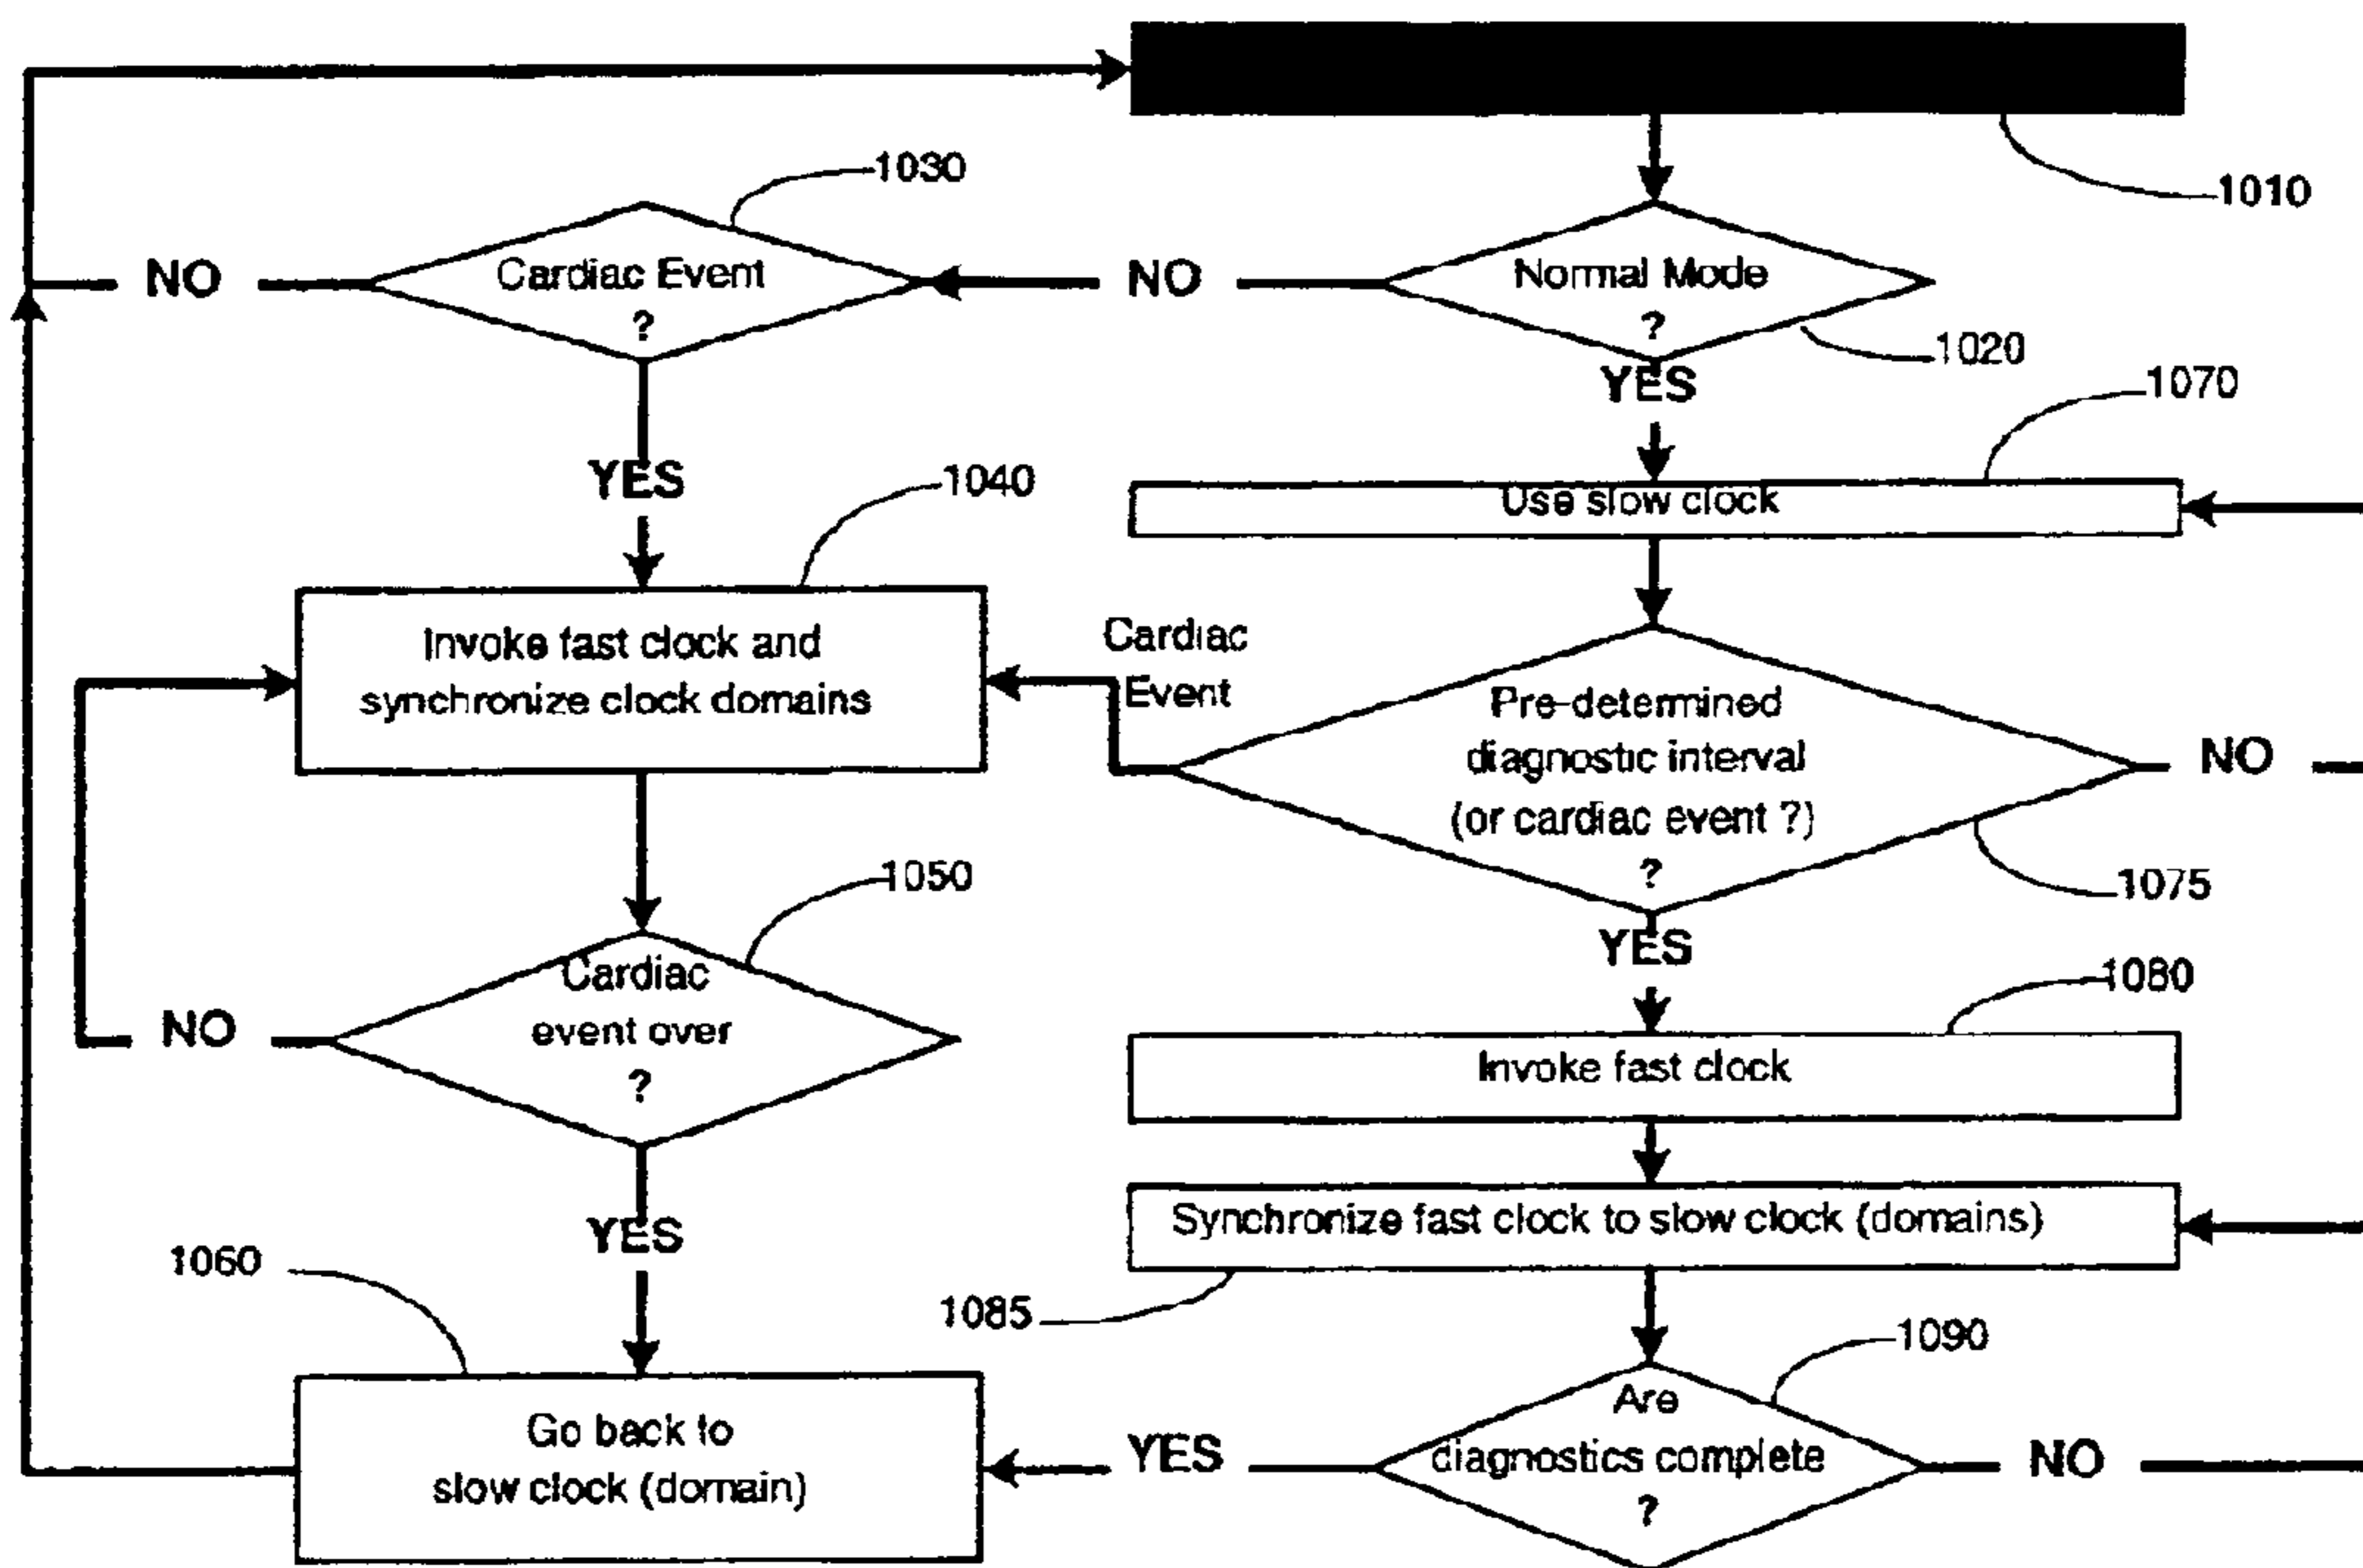 1030
1010
NO
Cardiac Event
?
NO
Normal Mode
?
1020
YES
1070
YES
1040
Use slow clock
Invoke fast clock and
synchronize clock domains
Cardiac
Event
Pre-determined
diagnostic interval
(or cardiac event ?)
?
NO
1075
1050
YES
Cardiac
event over
?
NO
1080
Invoke fast clock
YES
Synchronize fast clock to slow clock (domains)
1060
1085
1090
Go back to
slow clock (domain)
YES
Are
diagnostics complete
?
NO